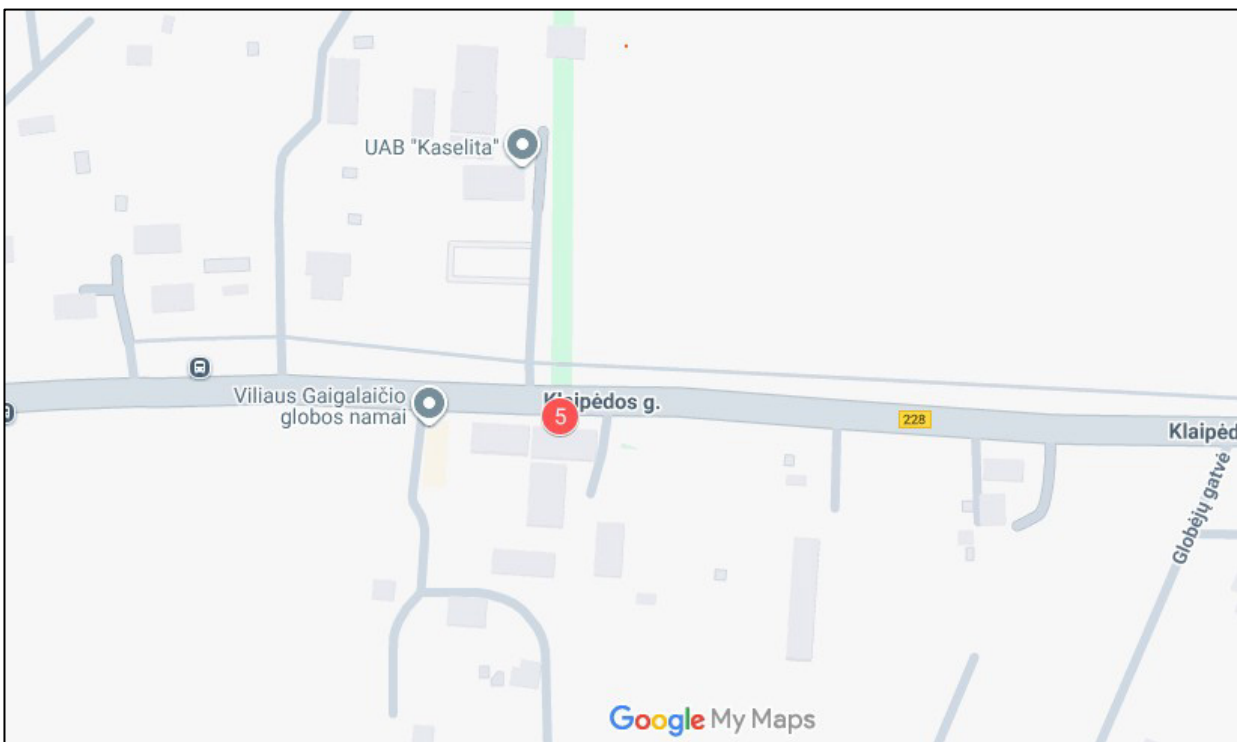 UAB "Kaselita"
Viliaus Gaigalaičio
globos namai
Klaipėdos g.
5
228
Klaipėd
Globėjų gatvė
Google My Maps